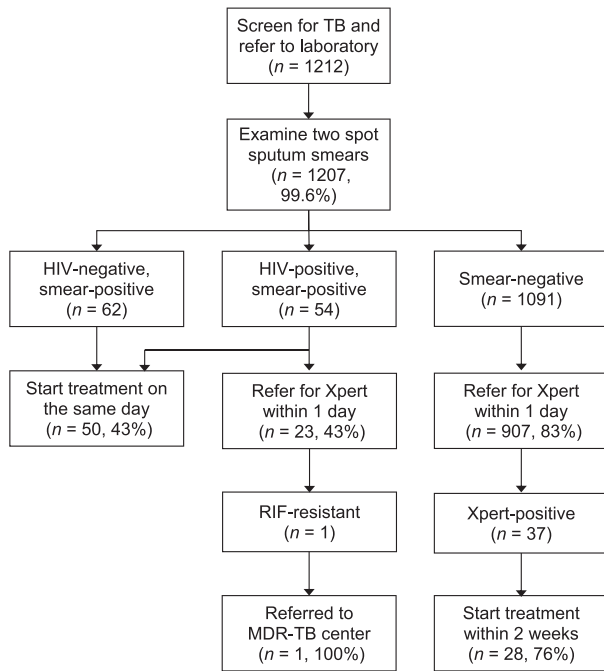 Screen for TB and
refer to laboratory
(n = 1212)
Examine two spot
sputum smears
(n = 1207,
99.6%)
HIV-negative,
smear-positive
(n = 62)
HIV-positive,
smear-positive
(n = 54)
Smear-negative
(n = 1091)
Start treatment on
the same day
(n = 50, 43%)
Refer for Xpert
within 1 day
(n = 23, 43%)
Refer for Xpert
within 1 day
(n = 907, 83%)
RIF-resistant
(n = 1)
Xpert-positive
(n = 37)
Referred to
MDR-TB center
(n = 1, 100%)
Start treatment
within 2 weeks
(n = 28, 76%)